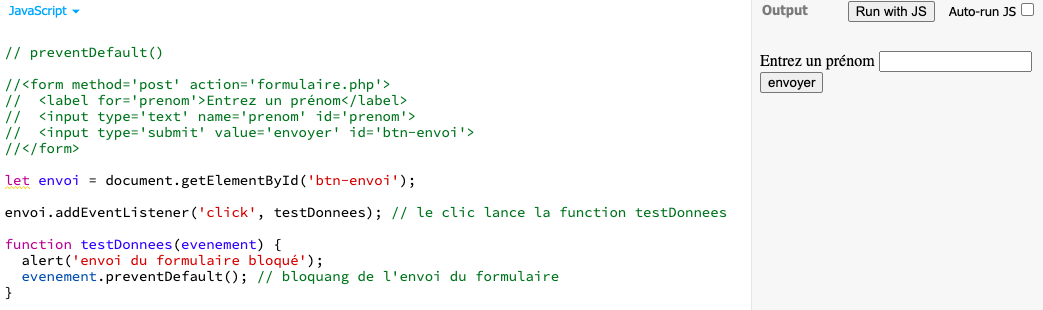 JavaScript
Output
Run with JS
Auto-run JS
// preventDefault()
//<form method='post' action='formulaire.php'>
//  <label for='prenom'>Entrez un prénom</label>
//  <input type='text' name='prenom' id='prenom'>
//  <input type='submit' value='envoyer' id='btn-envoi'>
//</form>
let envoi = document.getElementById('btn-envoi');
envoi.addEventListener('click', testDonnees); // le clic lance la function testDonnees
function testDonnees(evenement) {
  alert('envoi du formulaire bloqué');
  evenement.preventDefault(); // bloquang de l'envoi du formulaire
}
Entrez un prénom
envoyer